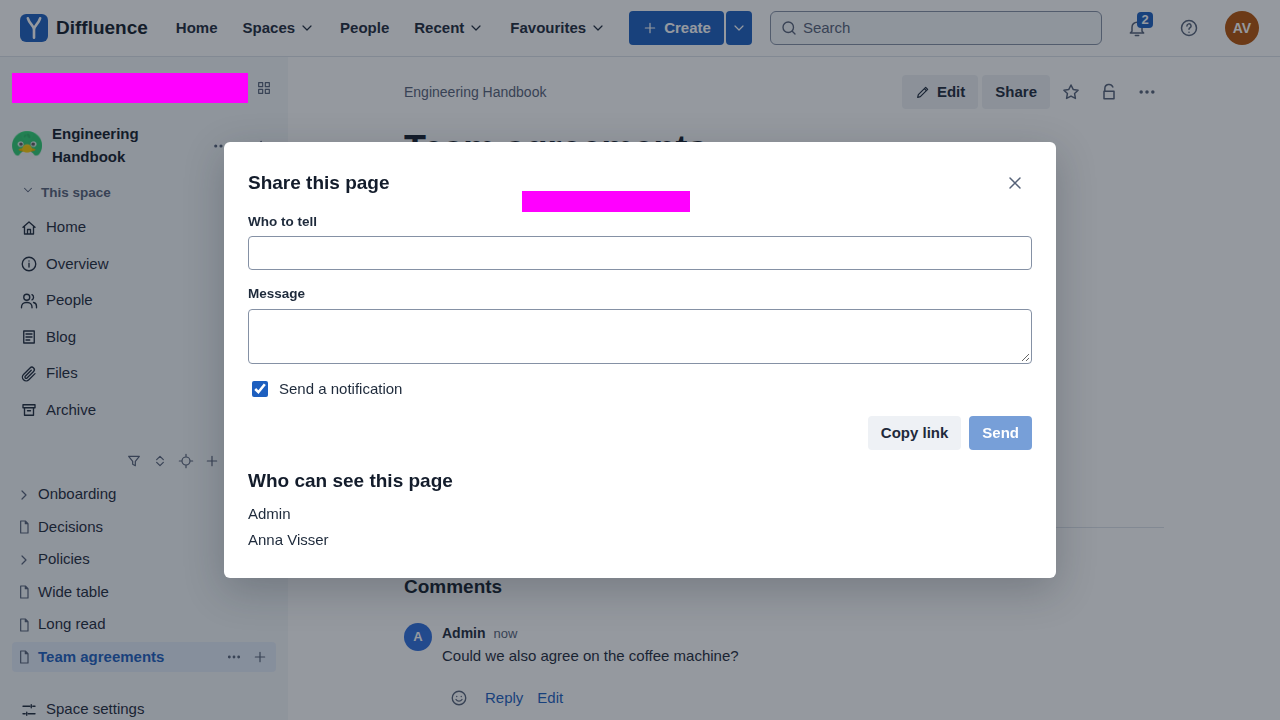 Diffluence
Home
Spaces
People
Recent
Favourites
Create
Search
2
AV
Engineering Handbook
This space
Home
Overview
People
Blog
Files
Archive
Onboarding
Decisions
Policies
Wide table
Long read
Team agreements
Space settings
Engineering Handbook
Edit
Share
Team agreements
Share this page
Who to tell
Message
Send a notification
Copy link
Send
Who can see this page
Admin
Anna Visser
Comments
A
Admin now
Could we also agree on the coffee machine?
Reply
Edit